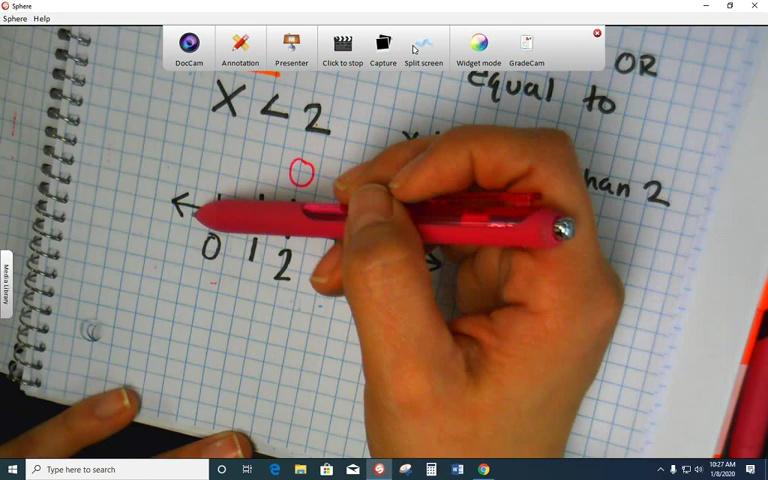 Sphere
Sphere Help
DocCam Annotation Presenter Click to stop Capture Split screen Widget mode GradeCam
OR
equal to
X < 2
han 2
0 1 2
Media Library
Type here to search
10:27 AM
1/8/2020